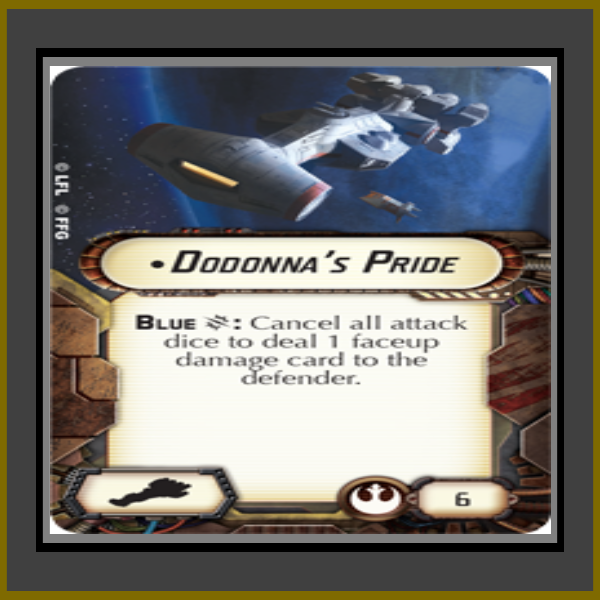 © LFL © FFG
• Dodonna's Pride
Blue : Cancel all attack
dice to deal 1 faceup
damage card to the
defender.
6